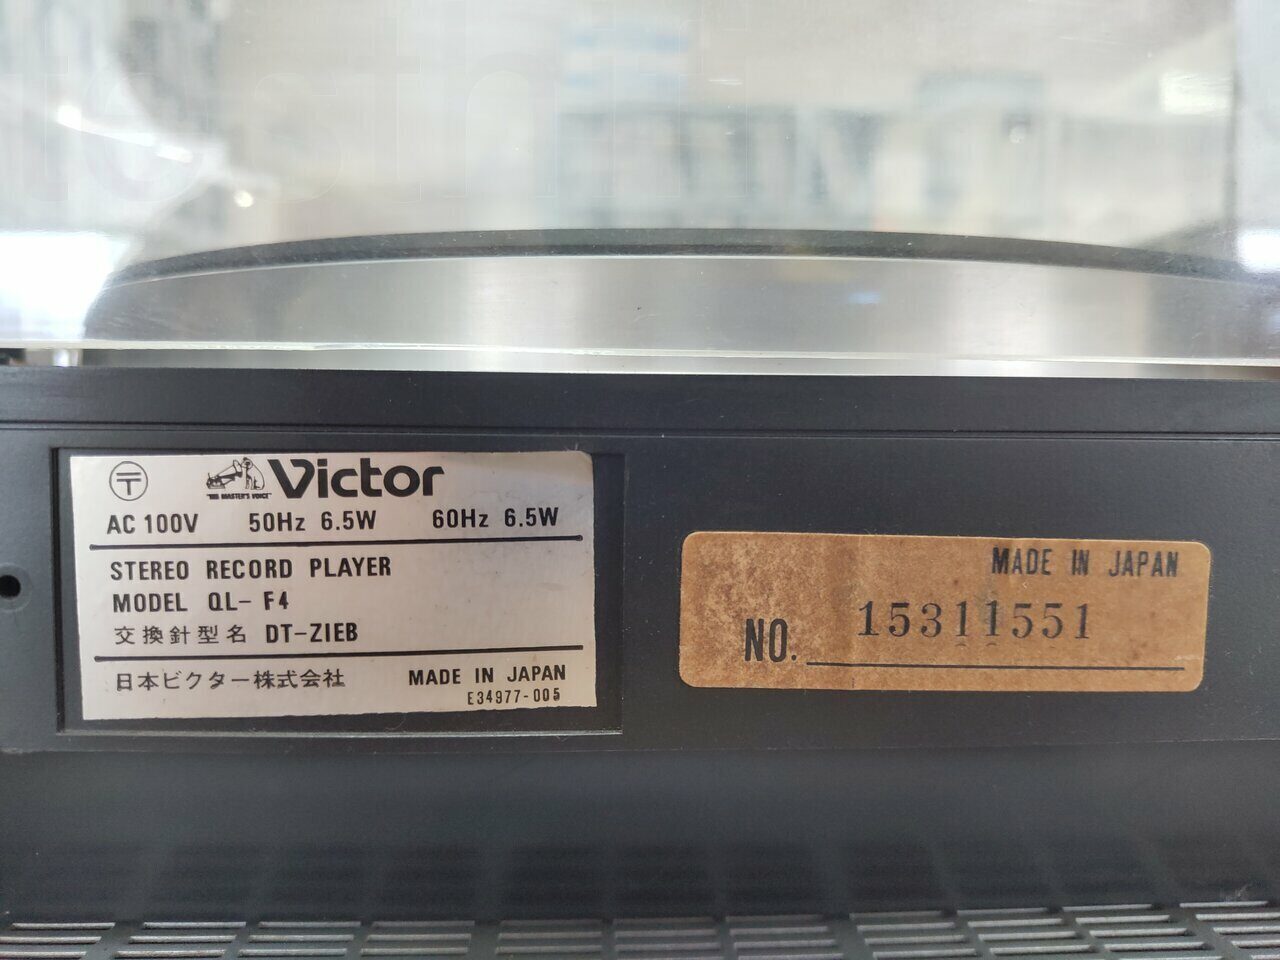 〒 "HIS MASTER'S VOICE" Victor
AC 100V 50Hz 6.5W 60Hz 6.5W
STEREO RECORD PLAYER
MODEL QL-F4
交換針型名 DT-Z1EB
日本ビクター株式会社 MADE IN JAPAN
E34977-005
MADE IN JAPAN
NO. 15311551